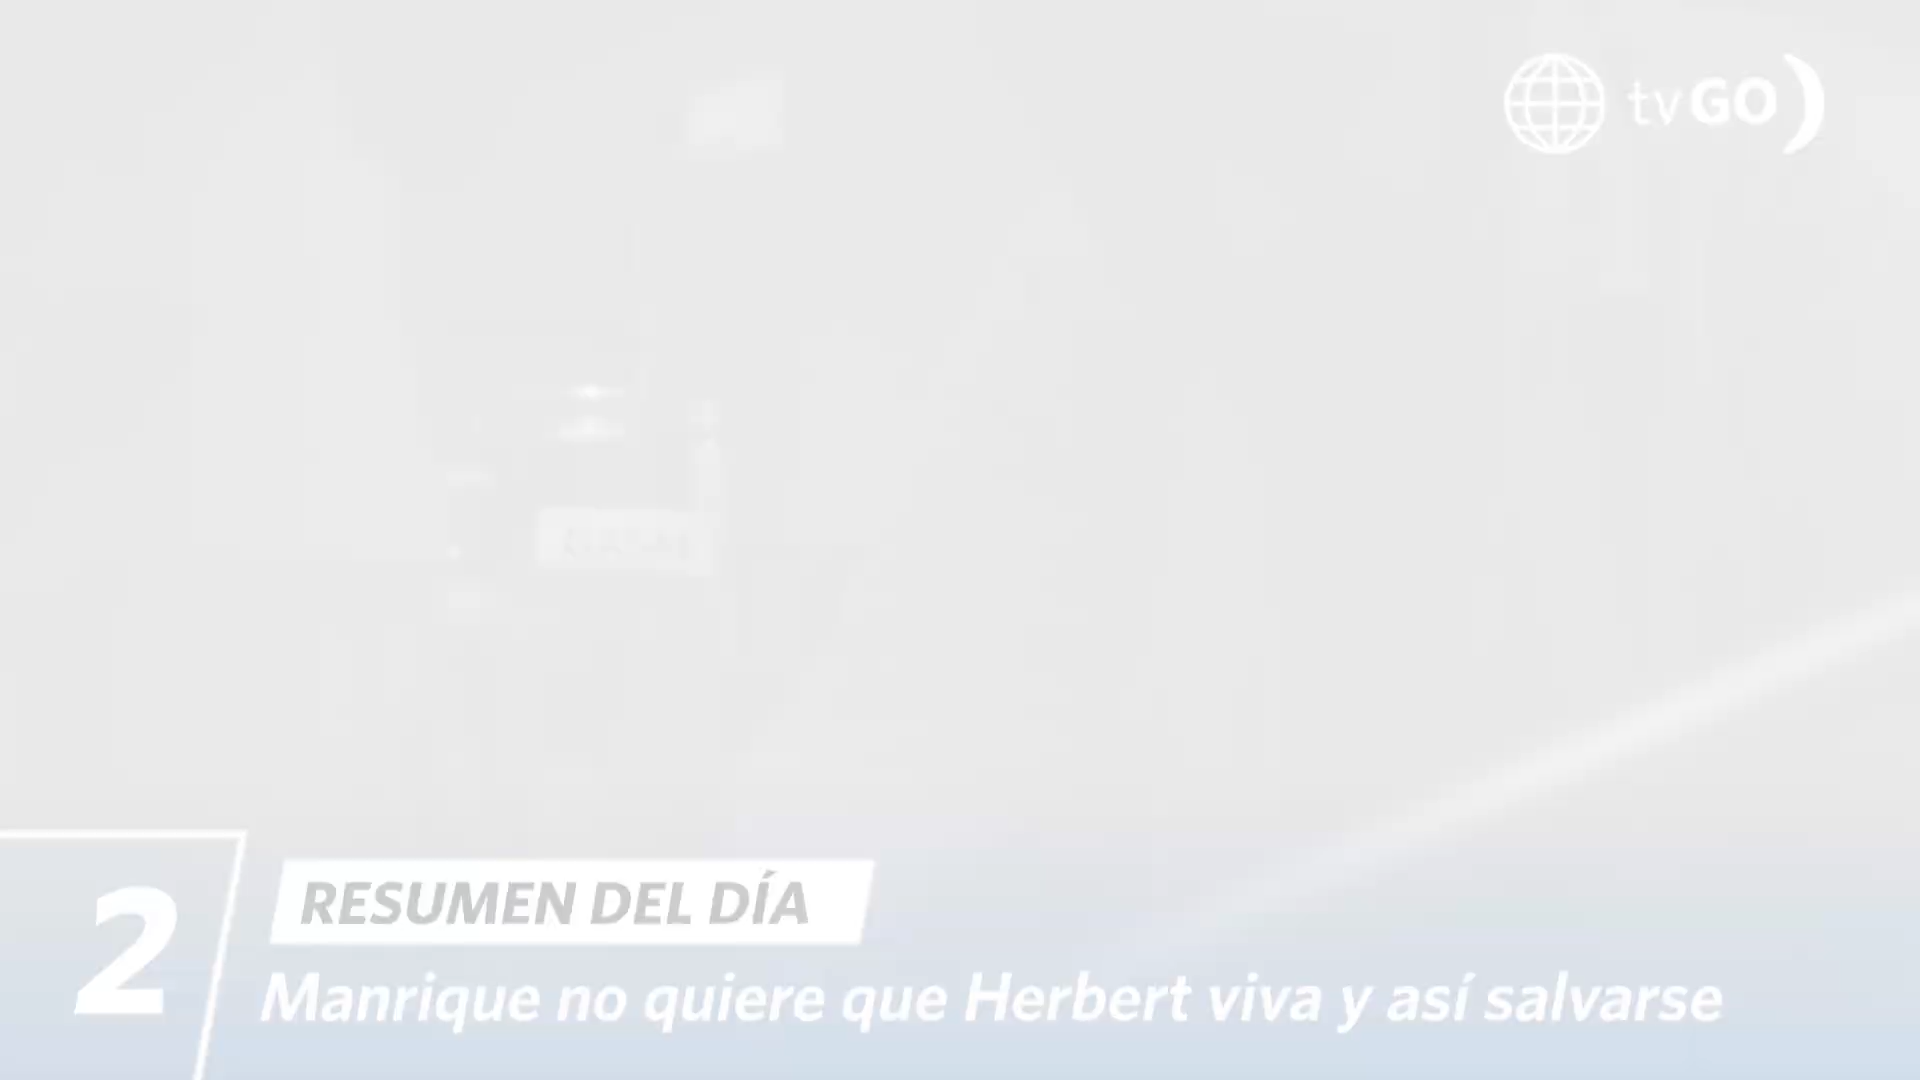 tvGO
RESUMEN DEL DÍA
2
Manrique no quiere que Herbert viva y así salvarse